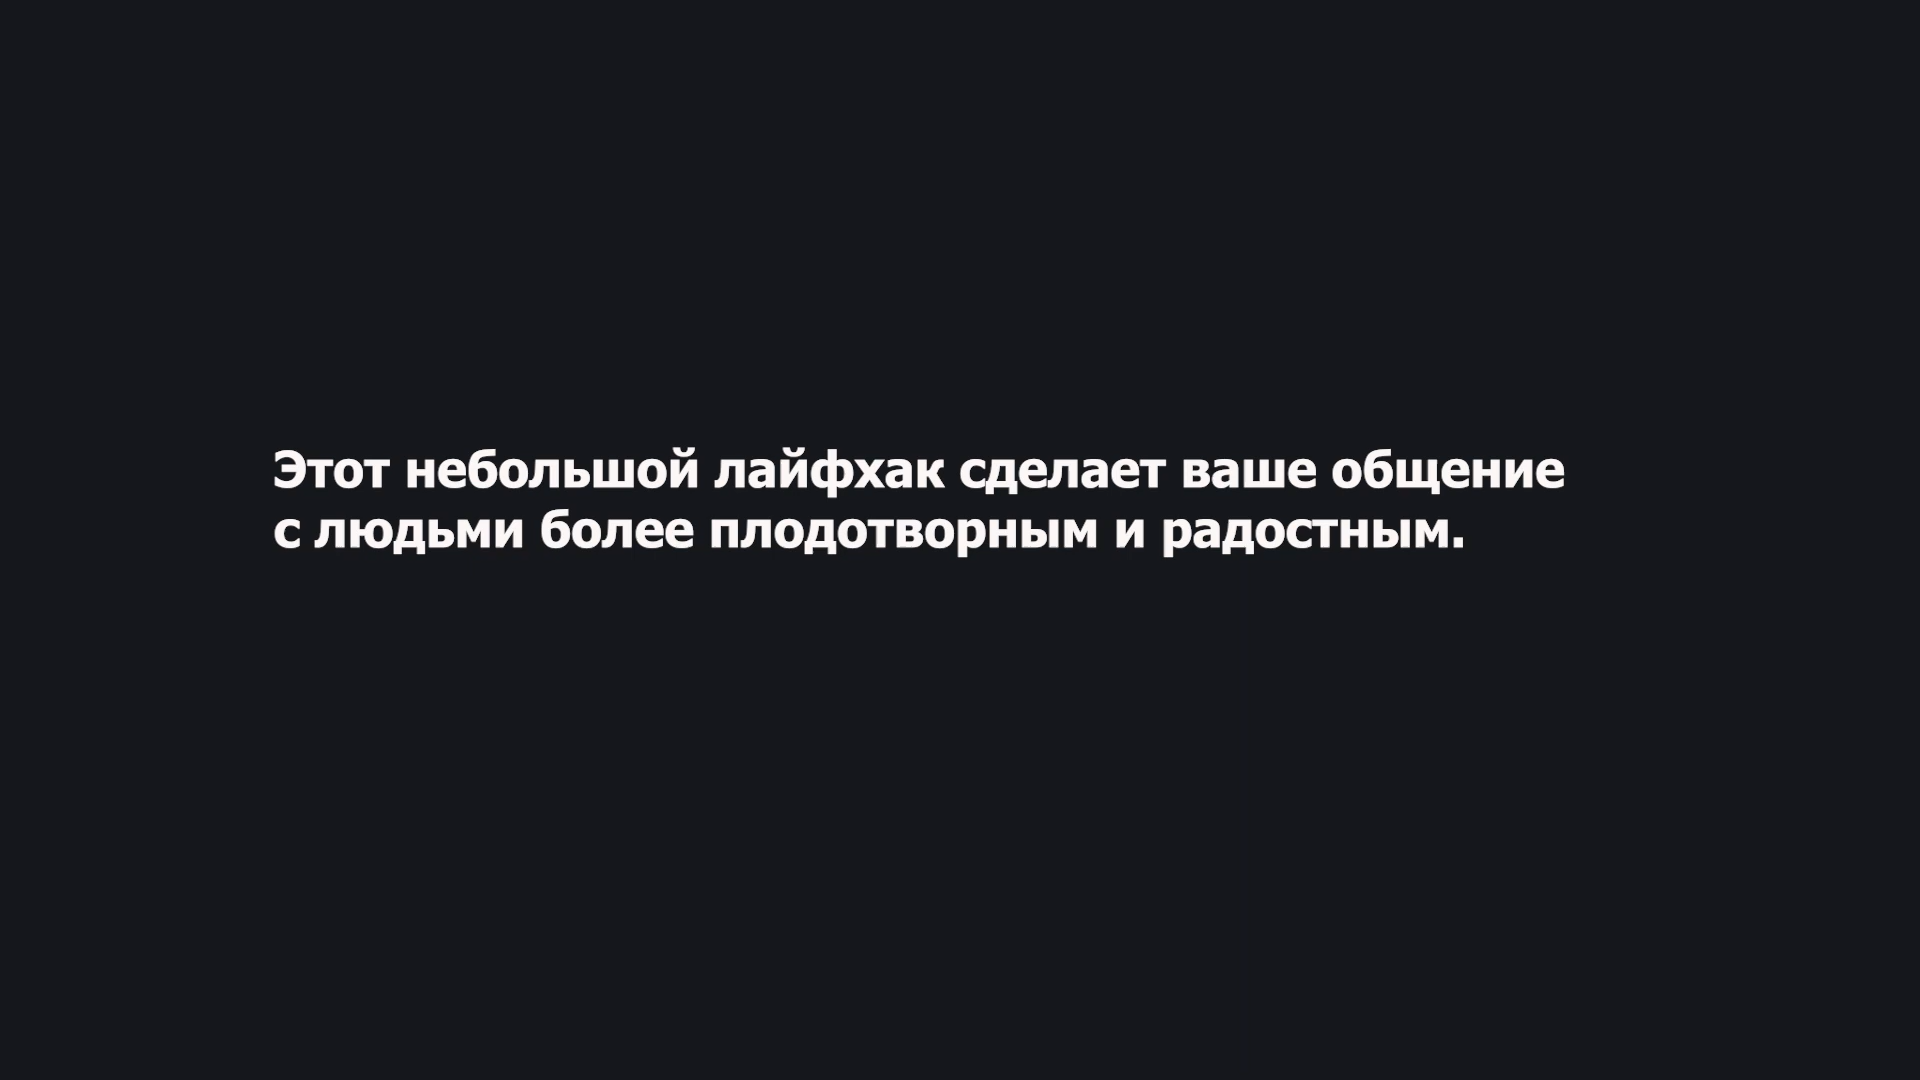 Этот небольшой лайфхак сделает ваше общение
с людьми более плодотворным и радостным.